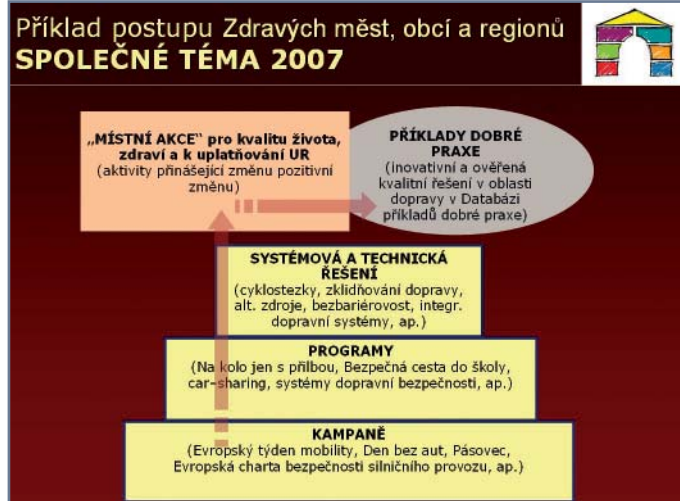 Příklad postupu Zdravých měst, obcí a regionů
SPOLEČNÉ TÉMA 2007
„MÍSTNÍ AKCE“ pro kvalitu života,
zdraví a k uplatňování UR
(aktivity přinášející změnu pozitivní
změnu)
PŘÍKLADY DOBRÉ
PRAXE
(inovativní a ověřená
kvalitní řešení v oblasti
dopravy v Databázi
příkladů dobré praxe)
SYSTÉMOVÁ A TECHNICKÁ
ŘEŠENÍ
(cyklostezky, zklidňování dopravy,
alt. zdroje, bezbariérovost, integr.
dopravní systémy, ap.)
PROGRAMY
(Na kolo jen s přilbou, Bezpečná cesta do školy,
car-sharing, systémy dopravní bezpečnosti, ap.)
KAMPANĚ
(Evropský týden mobility, Den bez aut, Pásovec,
Evropská charta bezpečnosti silničního provozu, ap.)